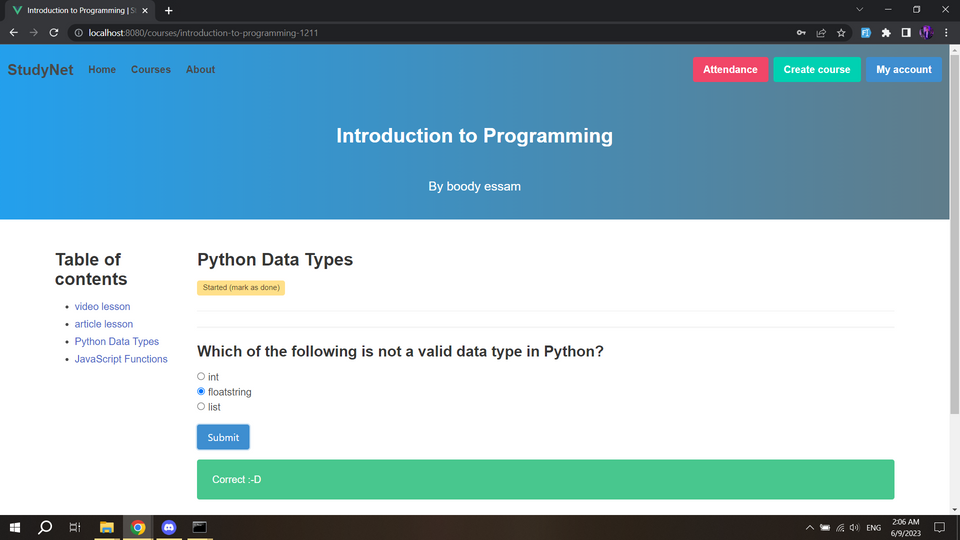 Introduction to Programming | S
localhost:8080/courses/introduction-to-programming-1211
StudyNet Home Courses About Attendance Create course My account
Introduction to Programming
By boody essam
Table of
contents
• video lesson
• article lesson
• Python Data Types
• JavaScript Functions
Python Data Types
Started (mark as done)
Which of the following is not a valid data type in Python?
int
floatstring
list
Submit
Correct :-D
ENG
2:06 AM
6/9/2023